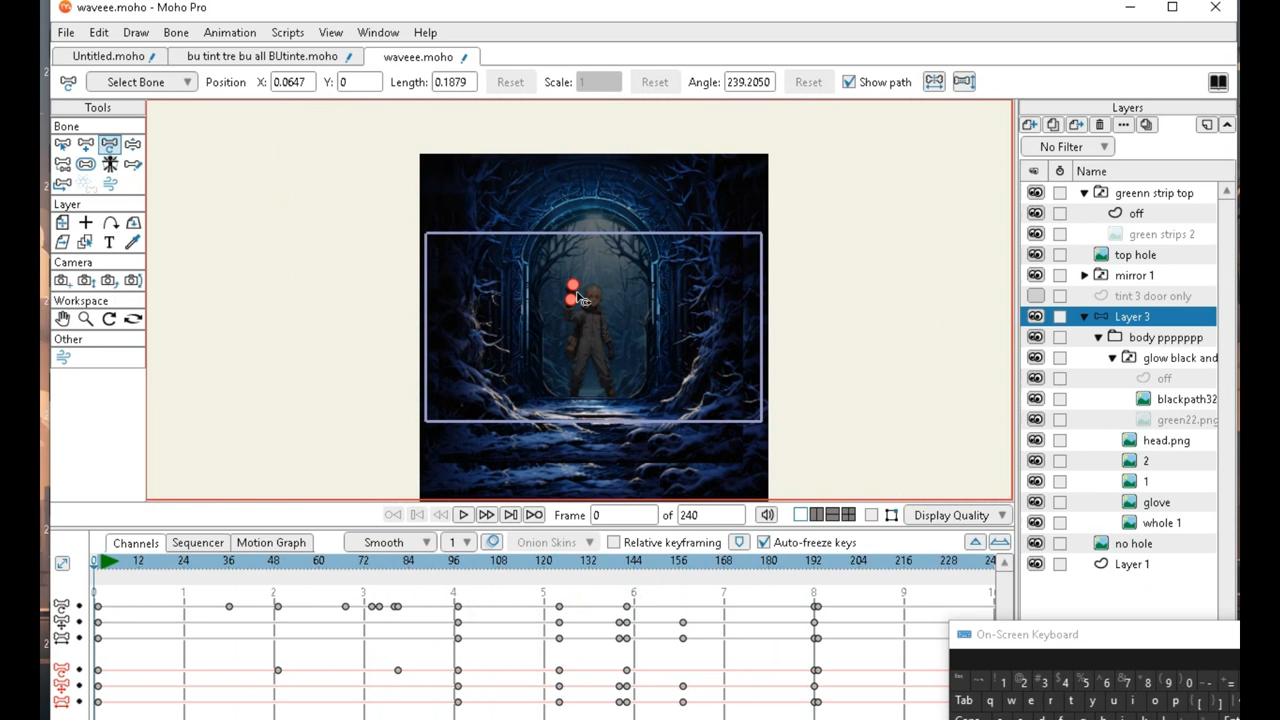 waveee.moho - Moho Pro
File Edit Draw Bone Animation Scripts View Window Help
Untitled.moho bu tint tre bu all BUtinte.moho waveee.moho
Select Bone Position X: 0.0647 Y: 0 Length: 0.1879 Reset Scale: 1 Reset Angle: 239.2050 Reset Show path
Tools
Bone
Layer
T
Camera
Workspace
Other
Layers
No Filter
Name
greenn strip top
off
green strips 2
top hole
mirror 1
tint 3 door only
Layer 3
body ppppppp
glow black and
off
blackpath32
green22.png
head.png
2
1
glove
whole 1
no hole
Layer 1
Frame 0 of 240 Display Quality
Channels Sequencer Motion Graph Smooth 1 Onion Skins Relative keyframing Auto-freeze keys
0 12 24 36 48 60 72 84 96 108 120 132 144 156 168 180 192 204 216 228 24
0 1 2 3 4 5 6 7 8 9 1
On-Screen Keyboard
Tab q w e r t y u i o p [ ]